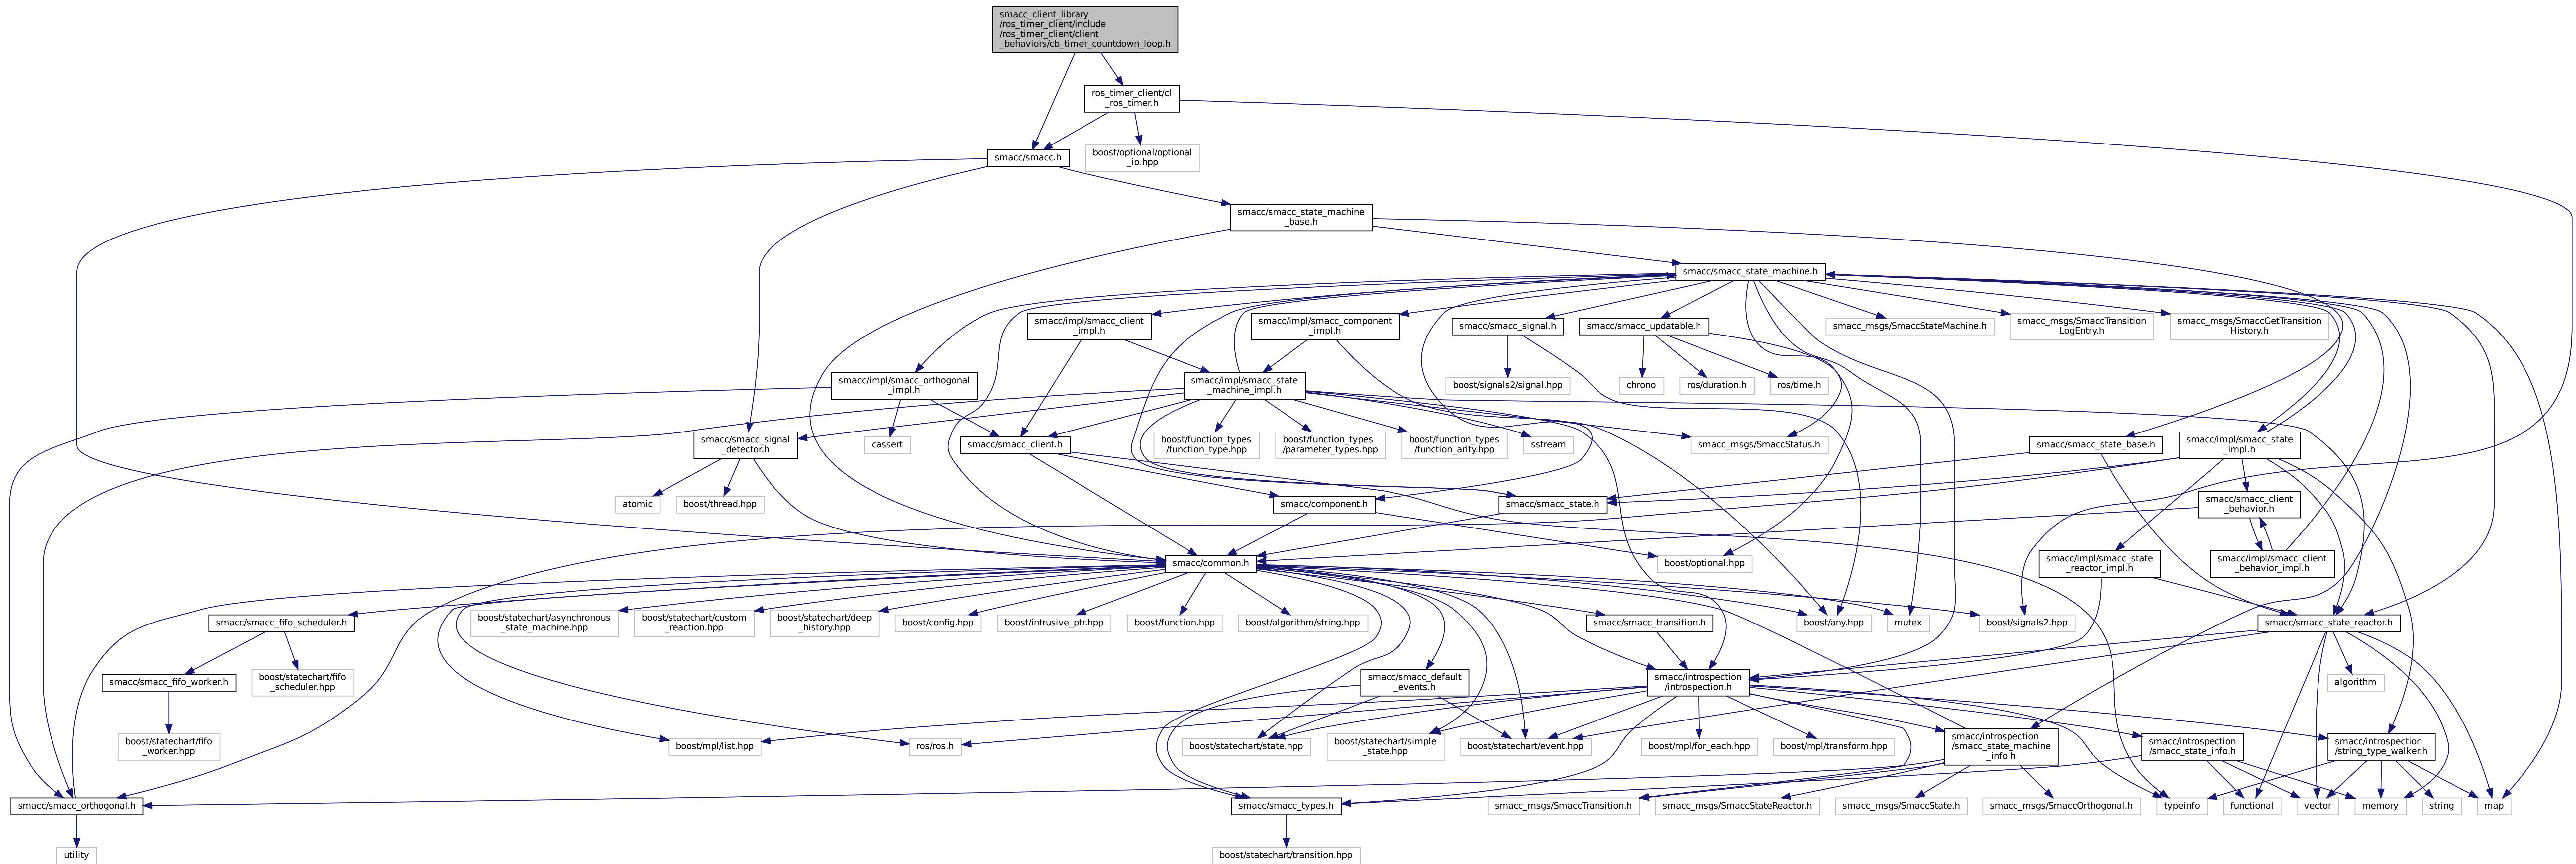 smacc_client_library
/ros_timer_client/include
/ros_timer_client/client
_behaviors/cb_timer_countdown_loop.h
ros_timer_client/cl
_ros_timer.h
smacc/smacc.h
boost/optional/optional
_io.hpp
smacc/smacc_state_machine
_base.h
smacc/smacc_state_machine.h
smacc/impl/smacc_client
_impl.h
smacc/impl/smacc_component
_impl.h
smacc/smacc_signal.h
smacc/smacc_updatable.h
smacc_msgs/SmaccStateMachine.h
smacc_msgs/SmaccTransition
LogEntry.h
smacc_msgs/SmaccGetTransition
History.h
smacc/impl/smacc_orthogonal
_impl.h
smacc/impl/smacc_state
_machine_impl.h
boost/signals2/signal.hpp
chrono
ros/duration.h
ros/time.h
smacc/smacc_signal
_detector.h
cassert
smacc/smacc_client.h
boost/function_types
/function_type.hpp
boost/function_types
/parameter_types.hpp
boost/function_types
/function_arity.hpp
sstream
smacc_msgs/SmaccStatus.h
smacc/smacc_state_base.h
smacc/impl/smacc_state
_impl.h
atomic
boost/thread.hpp
smacc/component.h
smacc/smacc_state.h
smacc/smacc_client
_behavior.h
smacc/common.h
boost/optional.hpp
smacc/impl/smacc_state
_reactor_impl.h
smacc/impl/smacc_client
_behavior_impl.h
smacc/smacc_fifo_scheduler.h
boost/statechart/asynchronous
_state_machine.hpp
boost/statechart/custom
_reaction.hpp
boost/statechart/deep
_history.hpp
boost/config.hpp
boost/intrusive_ptr.hpp
boost/function.hpp
boost/algorithm/string.hpp
smacc/smacc_transition.h
boost/any.hpp
mutex
boost/signals2.hpp
smacc/smacc_state_reactor.h
smacc/smacc_fifo_worker.h
boost/statechart/fifo
_scheduler.hpp
smacc/smacc_default
_events.h
smacc/introspection
/introspection.h
algorithm
boost/statechart/fifo
_worker.hpp
boost/mpl/list.hpp
ros/ros.h
boost/statechart/state.hpp
boost/statechart/simple
_state.hpp
boost/statechart/event.hpp
boost/mpl/for_each.hpp
boost/mpl/transform.hpp
smacc/introspection
/smacc_state_machine
_info.h
smacc/introspection
/smacc_state_info.h
smacc/introspection
/string_type_walker.h
smacc/smacc_orthogonal.h
smacc/smacc_types.h
smacc_msgs/SmaccTransition.h
smacc_msgs/SmaccStateReactor.h
smacc_msgs/SmaccState.h
smacc_msgs/SmaccOrthogonal.h
typeinfo
functional
vector
memory
string
map
utility
boost/statechart/transition.hpp